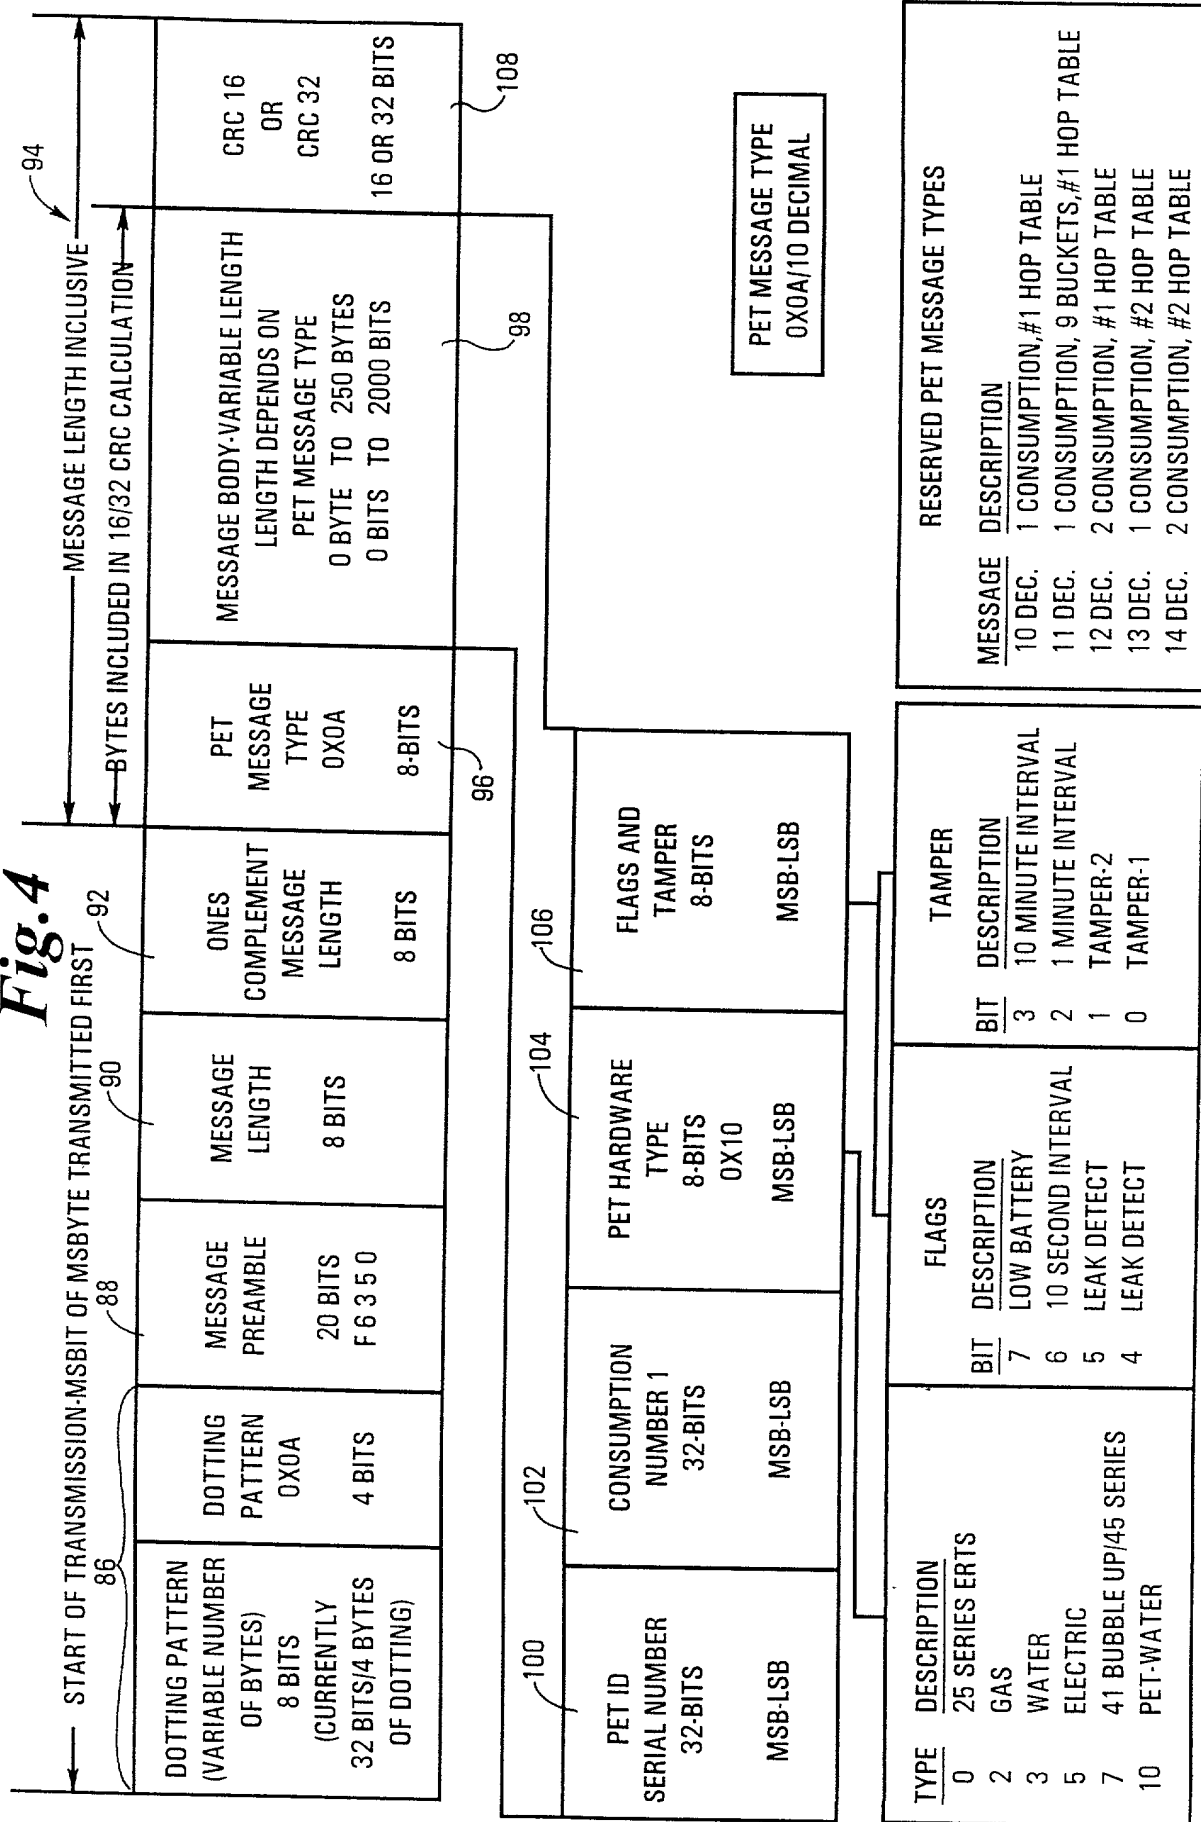 Fig.4
START OF TRANSMISSION-MSBIT OF MSBYTE TRANSMITTED FIRST
MESSAGE LENGTH INCLUSIVE
94
BYTES INCLUDED IN 16/32 CRC CALCULATION
86
88
90
92
DOTTING PATTERN
(VARIABLE NUMBER
OF BYTES)
8 BITS
(CURRENTLY
32 BITS/4 BYTES
OF DOTTING)
DOTTING
PATTERN
0X0A
4 BITS
MESSAGE
PREAMBLE
20 BITS
F 6 3 5 0
MESSAGE
LENGTH
8 BITS
ONES
COMPLEMENT
MESSAGE
LENGTH
8 BITS
PET
MESSAGE
TYPE
0X0A
8-BITS
96
MESSAGE BODY-VARIABLE LENGTH
LENGTH DEPENDS ON
PET MESSAGE TYPE
0 BYTE TO 250 BYTES
0 BITS TO 2000 BITS
98
CRC 16
OR
CRC 32
16 OR 32 BITS
108
100
PET ID
SERIAL NUMBER
32-BITS
MSB-LSB
102
CONSUMPTION
NUMBER 1
32-BITS
MSB-LSB
104
PET HARDWARE
TYPE
8-BITS
0X10
MSB-LSB
106
FLAGS AND
TAMPER
8-BITS
MSB-LSB
PET MESSAGE TYPE
0X0A/10 DECIMAL
TYPE DESCRIPTION
0 25 SERIES ERTS
2 GAS
3 WATER
5 ELECTRIC
7 41 BUBBLE UP/45 SERIES
10 PET-WATER
FLAGS
BIT DESCRIPTION
7 LOW BATTERY
6 10 SECOND INTERVAL
5 LEAK DETECT
4 LEAK DETECT
TAMPER
BIT DESCRIPTION
3 10 MINUTE INTERVAL
2 1 MINUTE INTERVAL
1 TAMPER-2
0 TAMPER-1
RESERVED PET MESSAGE TYPES
MESSAGE DESCRIPTION
10 DEC. 1 CONSUMPTION,#1 HOP TABLE
11 DEC. 1 CONSUMPTION, 9 BUCKETS,#1 HOP TABLE
12 DEC. 2 CONSUMPTION, #1 HOP TABLE
13 DEC. 1 CONSUMPTION, #2 HOP TABLE
14 DEC. 2 CONSUMPTION, #2 HOP TABLE